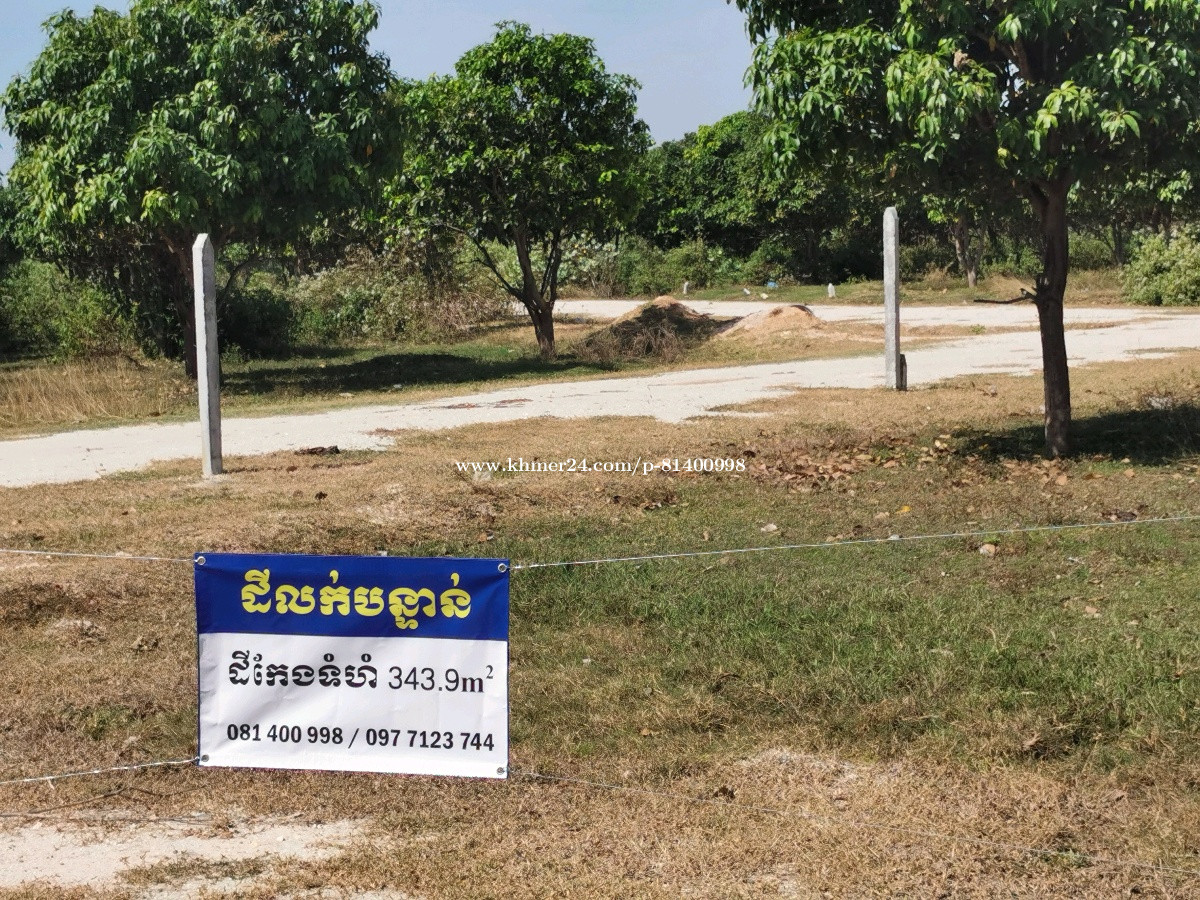 www.khmer24.com/p-81400998
ដីលក់បន្ទាន់
ដីកែងទំហំ 343.9m²
081 400 998 / 097 7123 744